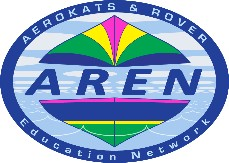 AEROKATS & ROVER
AREN
Education Network